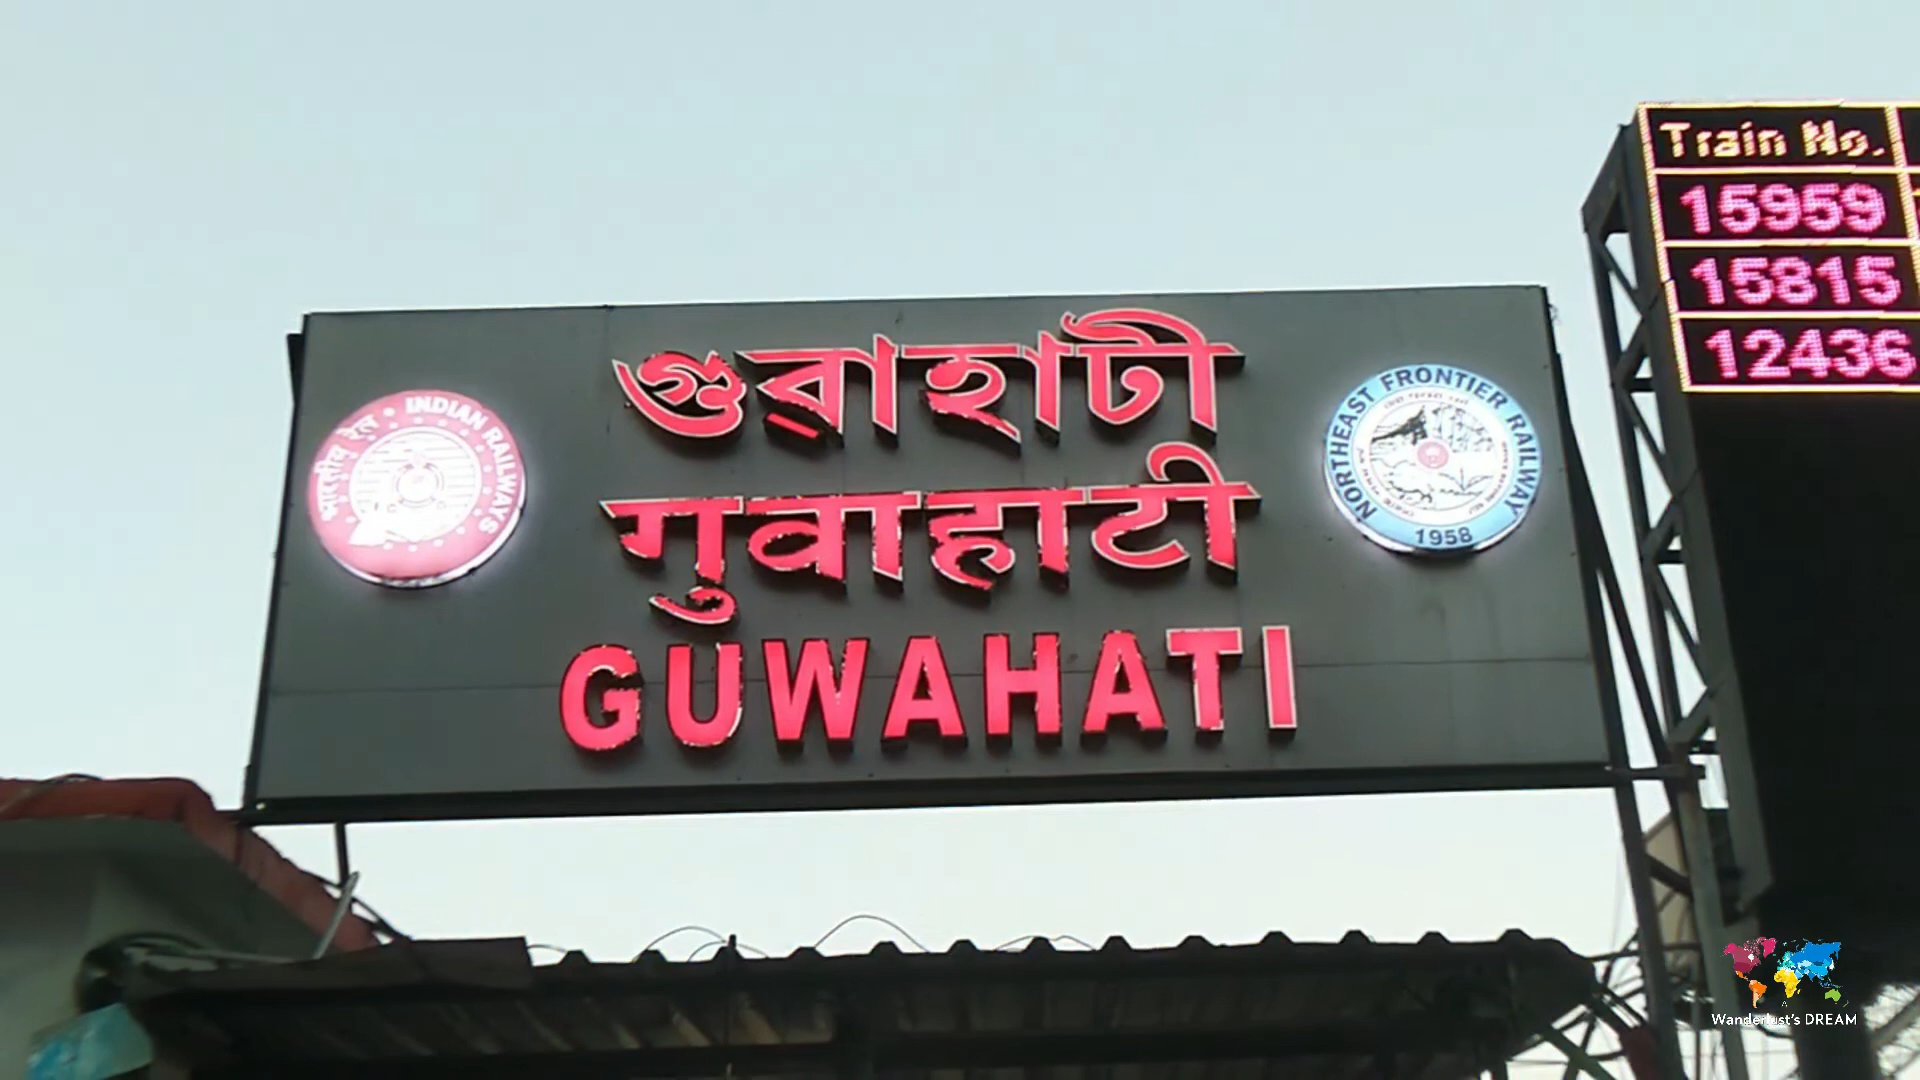 গুৱাহাটী
गुवाहाटी
GUWAHATI
भारतीय रेल • INDIAN RAILWAYS
NORTHEAST FRONTIER RAILWAY
1958
Train No.
15959
15815
12436
Wanderlust's DREAM